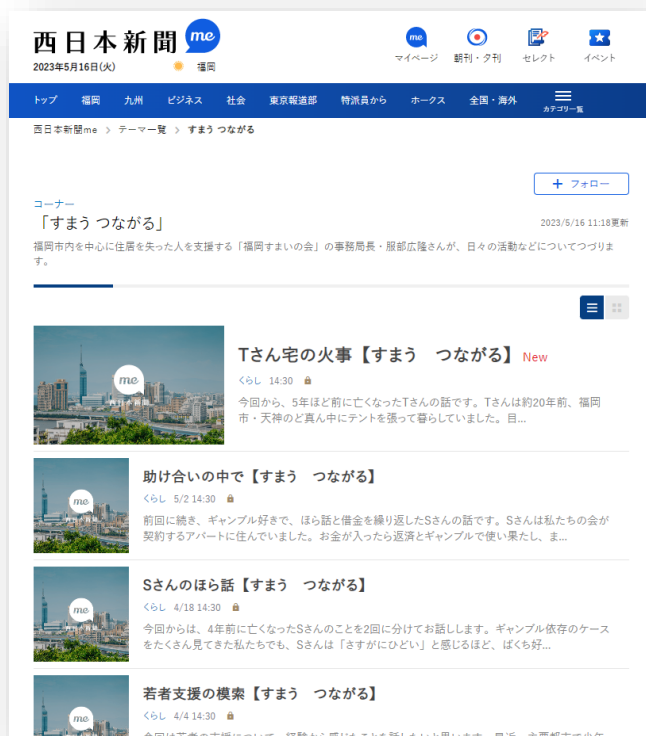 西日本新聞 me
2023年5月16日(火) 福岡
マイページ 朝刊・夕刊 セレクト イベント
トップ 福岡 九州 ビジネス 社会 東京報道部 特派員から ホークス 全国・海外 カテゴリ一覧
西日本新聞me > テーマ一覧 > すまう つながる
+ フォロー
コーナー
「すまう つながる」
2023/5/16 11:18更新
福岡市内を中心に住居を失った人を支援する「福岡すまいの会」の事務局長・服部広隆さんが、日々の活動などについてつづりま
す。
Tさん宅の火事【すまう　つながる】 New
くらし 14:30
今回から、5年ほど前に亡くなったTさんの話です。Tさんは約20年前、福岡
市・天神のど真ん中にテントを張って暮らしていました。目...
me
西日本新聞
助け合いの中で【すまう　つながる】
くらし 5/2 14:30
前回に続き、ギャンブル好きで、ほら話と借金を繰り返したSさんの話です。Sさんは私たちの会が
契約するアパートに住んでいました。お金が入ったら返済とギャンブルで使い果たし、ま...
me
西日本新聞
Sさんのほら話【すまう　つながる】
くらし 4/18 14:30
今回からは、4年前に亡くなったSさんのことを2回に分けてお話しします。ギャンブル依存のケース
をたくさん見てきた私たちでも、Sさんは「さすがにひどい」と感じるほど、ばくち好...
me
西日本新聞
若者支援の模索【すまう　つながる】
くらし 4/4 14:30
me